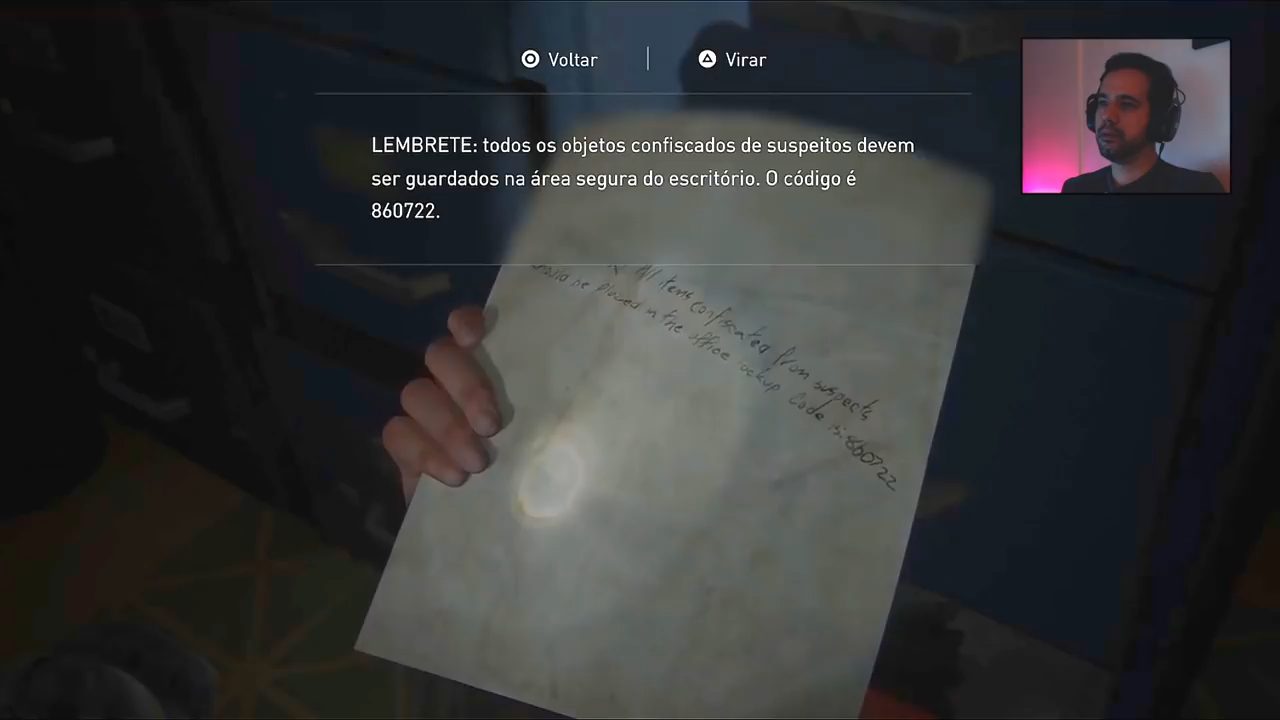 Voltar | Virar
LEMBRETE: todos os objetos confiscados de suspeitos devem
ser guardados na área segura do escritório. O código é
860722.
All items confiscated from suspects
be placed in the office lockup Code is: 860722